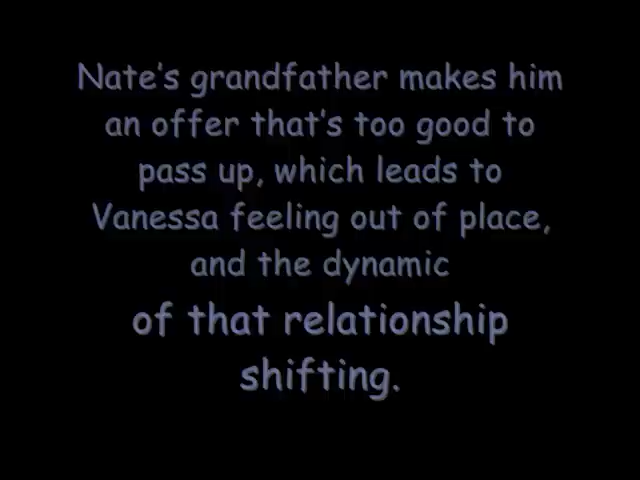 Nate's grandfather makes him
an offer that's too good to
pass up, which leads to
Vanessa feeling out of place,
and the dynamic
of that relationship
shifting.